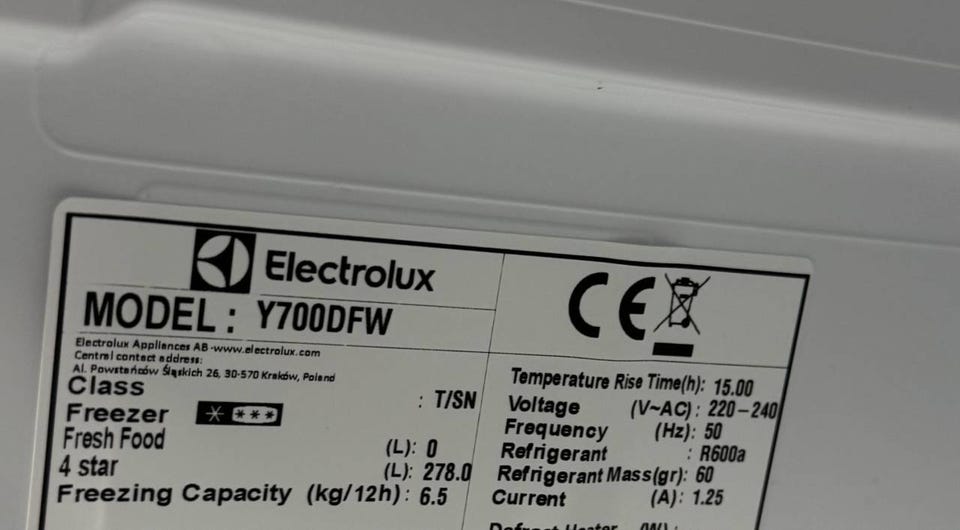 Electrolux
MODEL : Y700DFW
Electrolux Appliances AB -www.electrolux.com
Central contact address:
Al. Powstańców Śląskich 26, 30-570 Kraków, Poland
Class : T/SN
Freezer
Fresh Food (L): 0
4 star (L): 278.0
Freezing Capacity (kg/12h) : 6.5
CE
Temperature Rise Time(h): 15.00
Voltage (V~AC) : 220-240
Frequency (Hz): 50
Refrigerant : R600a
Refrigerant Mass(gr): 60
Current (A): 1.25
Defrost Heater (W) :